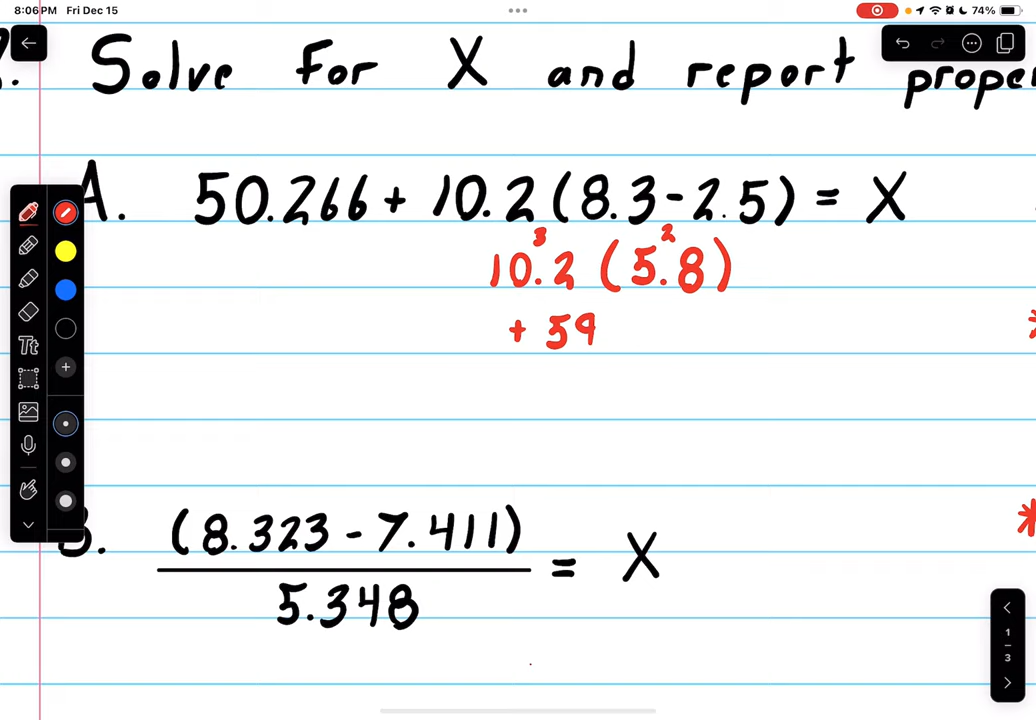 8:06 PM Fri Dec 15
74%
. Solve for X and report proper
A. 50.266 + 10.2 (8.3 - 2.5) = X
3 2
10.2 (5.8)
+ 59
Tt
B. (8.323 - 7.411)
= X
5.348
1
3